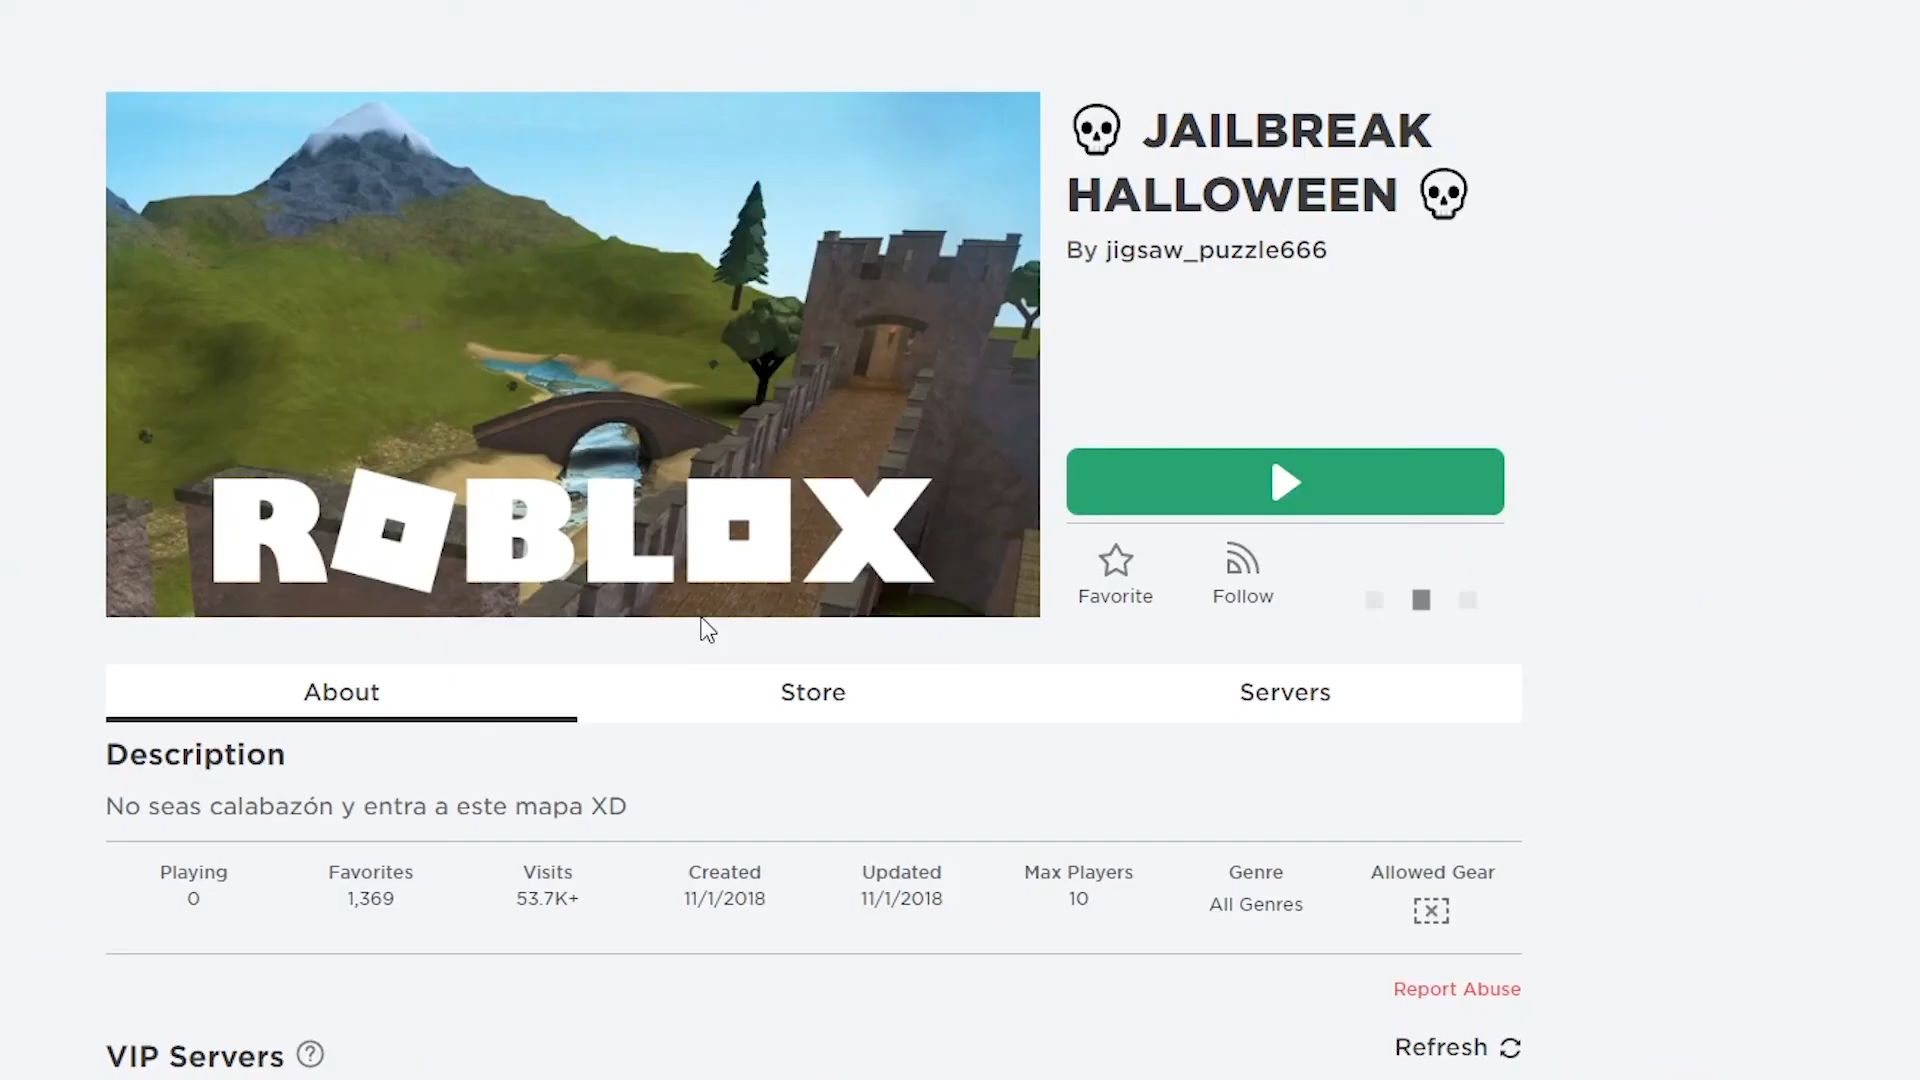 💀 JAILBREAK
HALLOWEEN 💀
By jigsaw_puzzle666
ROBLOX
Favorite
Follow
About
Store
Servers
Description
No seas calabazón y entra a este mapa XD
Playing
0
Favorites
1,369
Visits
53.7K+
Created
11/1/2018
Updated
11/1/2018
Max Players
10
Genre
All Genres
Allowed Gear
Report Abuse
VIP Servers ?
Refresh